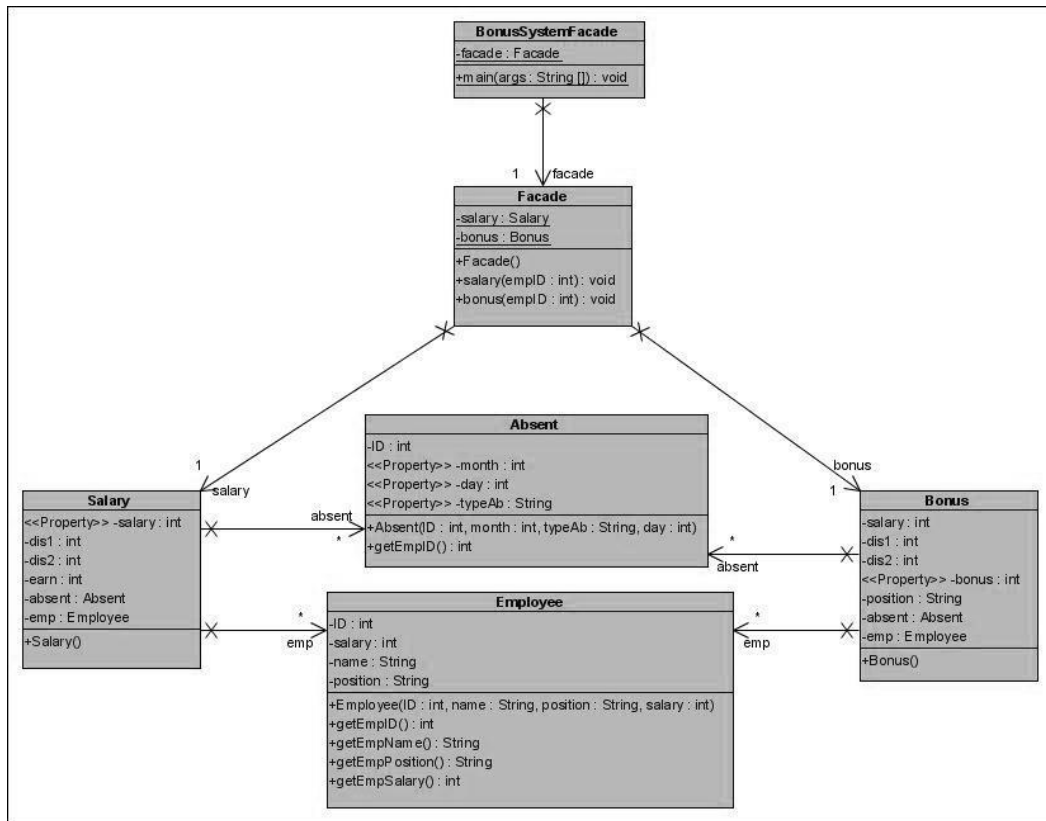 BonusSystemFacade
-facade : Facade
+main(args : String []) : void
1
facade
Facade
-salary : Salary
-bonus : Bonus
+Facade()
+salary(empID : int) : void
+bonus(empID : int) : void
1
salary
bonus
1
Absent
-ID : int
<<Property>> -month : int
<<Property>> -day : int
<<Property>> -typeAb : String
+Absent(ID : int, month : int, typeAb : String, day : int)
+getEmpID() : int
Salary
<<Property>> -salary : int
-dis1 : int
-dis2 : int
-earn : int
-absent : Absent
-emp : Employee
+Salary()
absent
*
*
absent
Bonus
-salary : int
-dis1 : int
-dis2 : int
<<Property>> -bonus : int
-position : String
-absent : Absent
-emp : Employee
+Bonus()
*
emp
*
emp
Employee
-ID : int
-salary : int
-name : String
-position : String
+Employee(ID : int, name : String, position : String, salary : int)
+getEmpID() : int
+getEmpName() : String
+getEmpPosition() : String
+getEmpSalary() : int